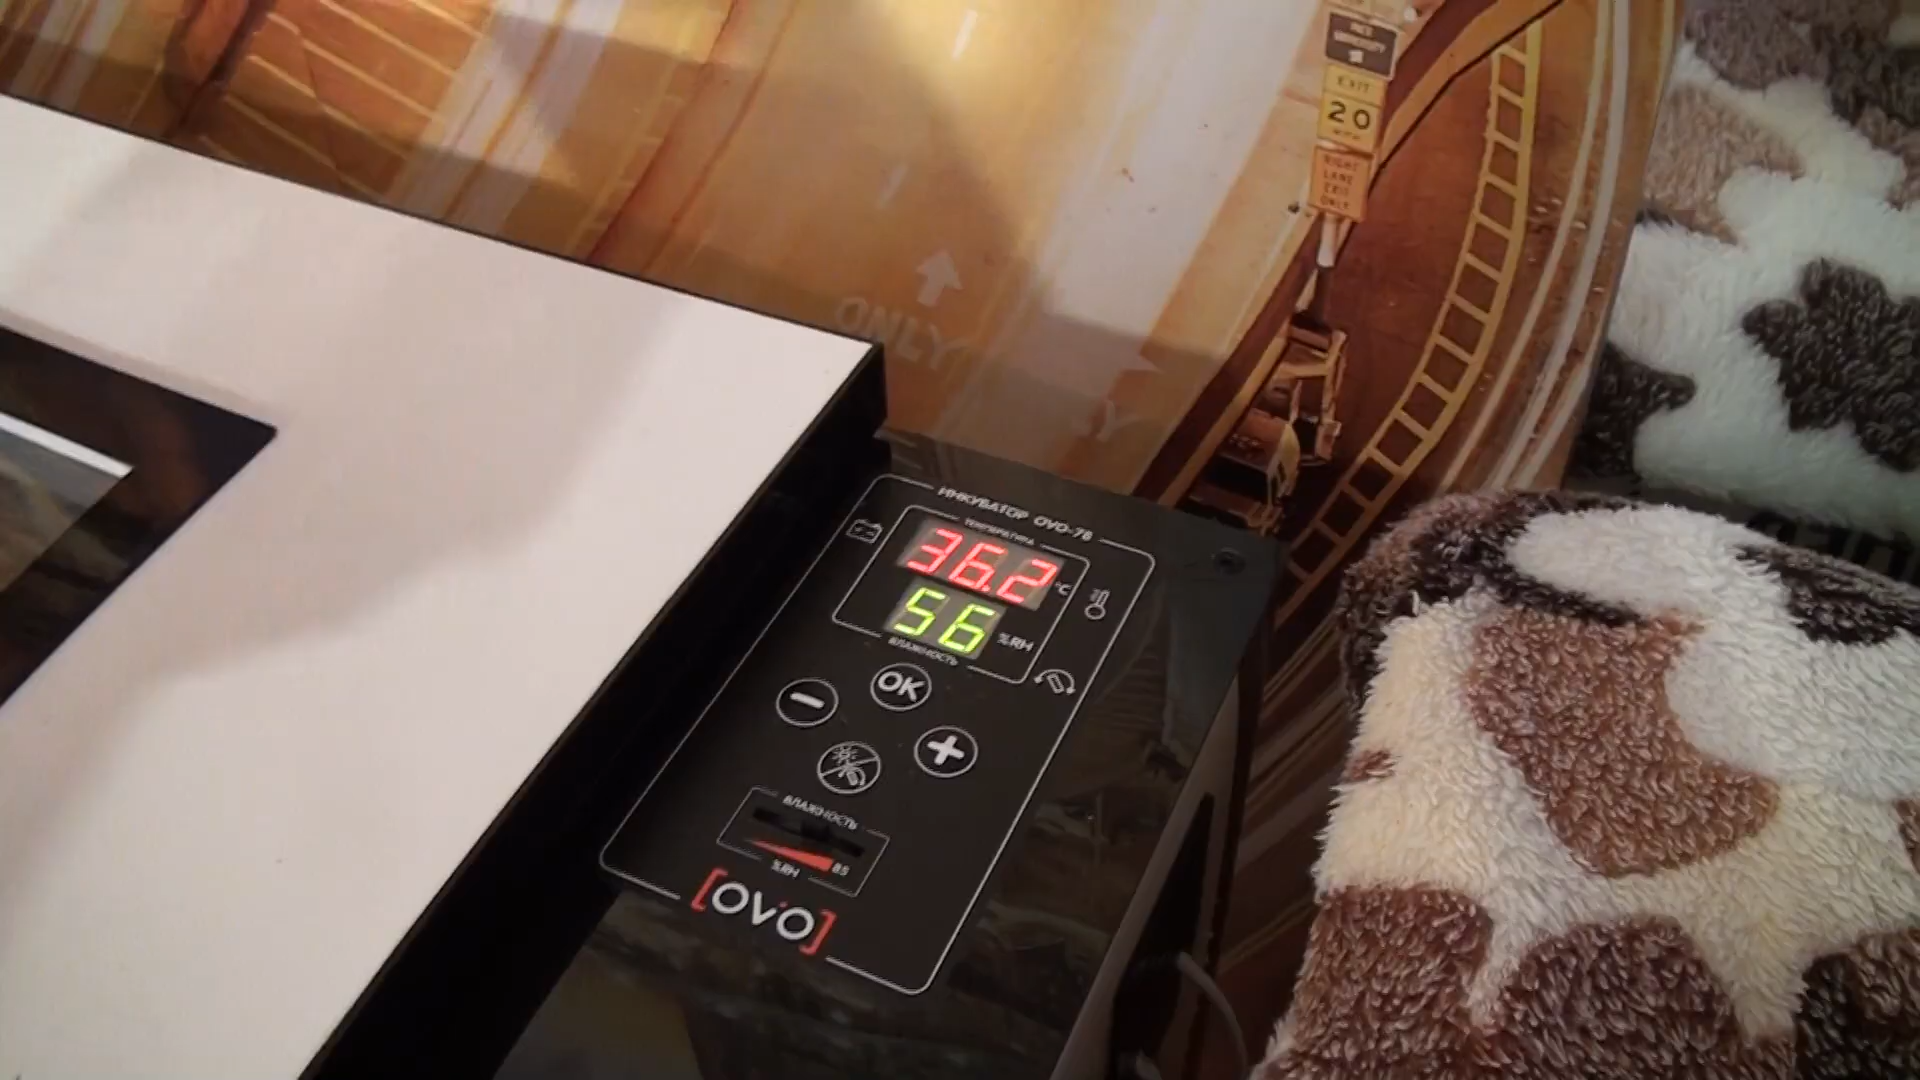 EXIT
20
RIGHT
LANE
EXIT
ONLY
ONLY
ИНКУБАТОР OVO-78
ТЕМПЕРАТУРА
36.2 °C
56 %RH
ВЛАЖНОСТЬ
OK
ВЛАЖНОСТЬ
%RH 85
[OVO]